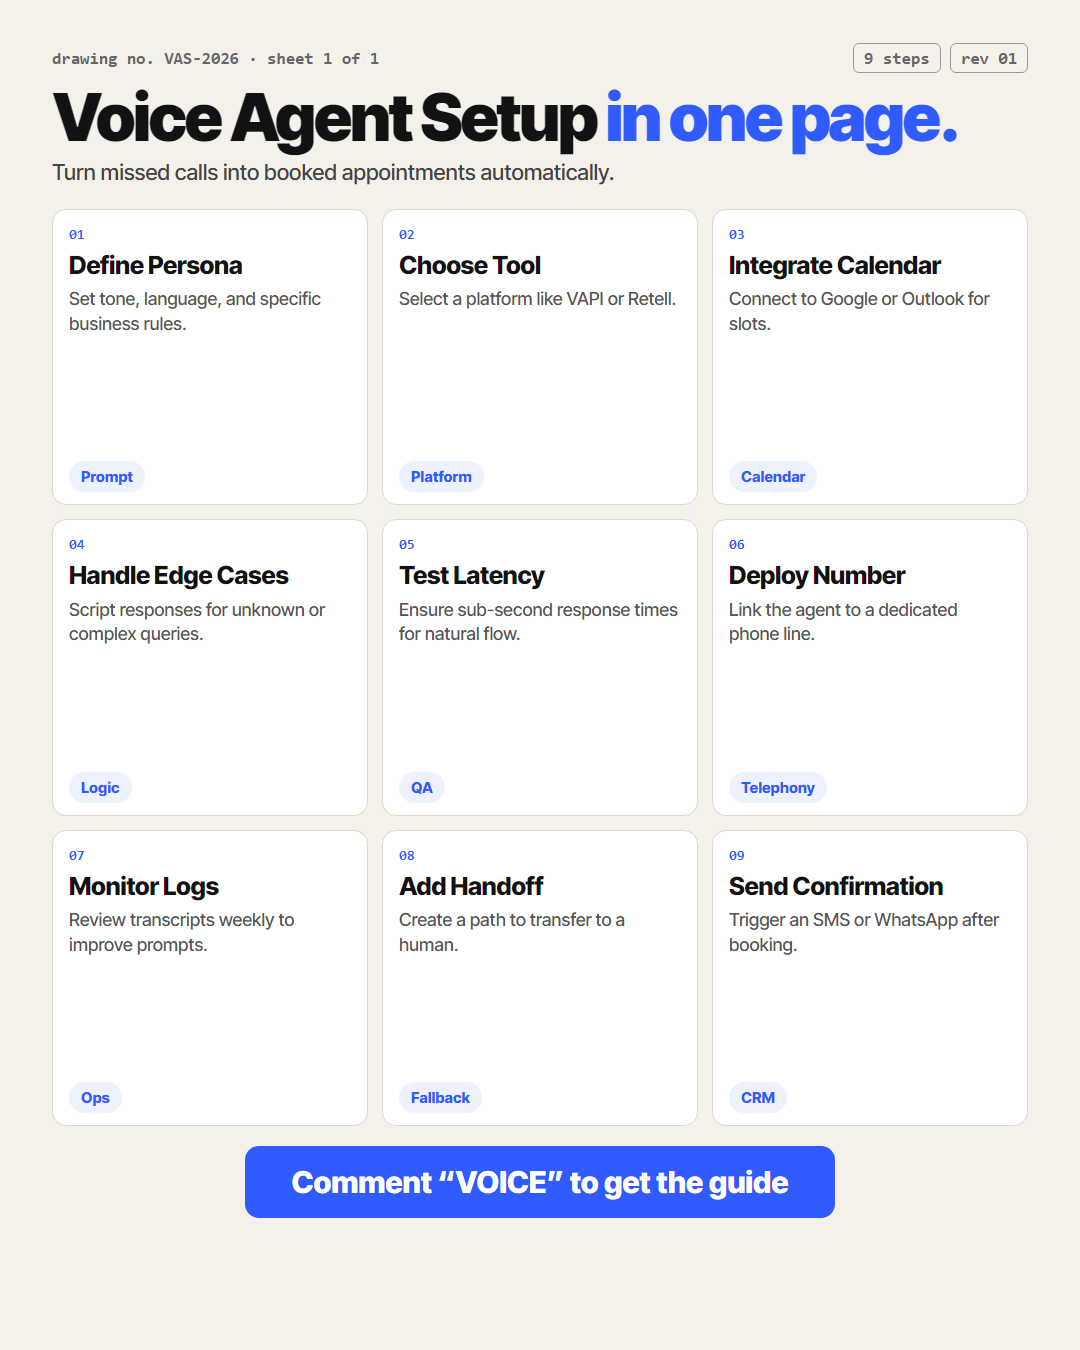 drawing no. VAS-2026 · sheet 1 of 1
9 steps
rev 01
Voice Agent Setup in one page.
Turn missed calls into booked appointments automatically.
01
Define Persona
Set tone, language, and specific
business rules.
Prompt
02
Choose Tool
Select a platform like VAPI or Retell.
Platform
03
Integrate Calendar
Connect to Google or Outlook for
slots.
Calendar
04
Handle Edge Cases
Script responses for unknown or
complex queries.
Logic
05
Test Latency
Ensure sub-second response times
for natural flow.
QA
06
Deploy Number
Link the agent to a dedicated
phone line.
Telephony
07
Monitor Logs
Review transcripts weekly to
improve prompts.
Ops
08
Add Handoff
Create a path to transfer to a
human.
Fallback
09
Send Confirmation
Trigger an SMS or WhatsApp after
booking.
CRM
Comment “VOICE” to get the guide